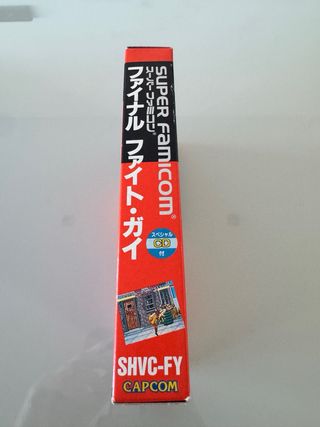 SUPER FAMICOM®
スーパーファミコン®
ファイナル ファイト・ガイ
スペシャル
CD
付
SHVC-FY
CAPCOM